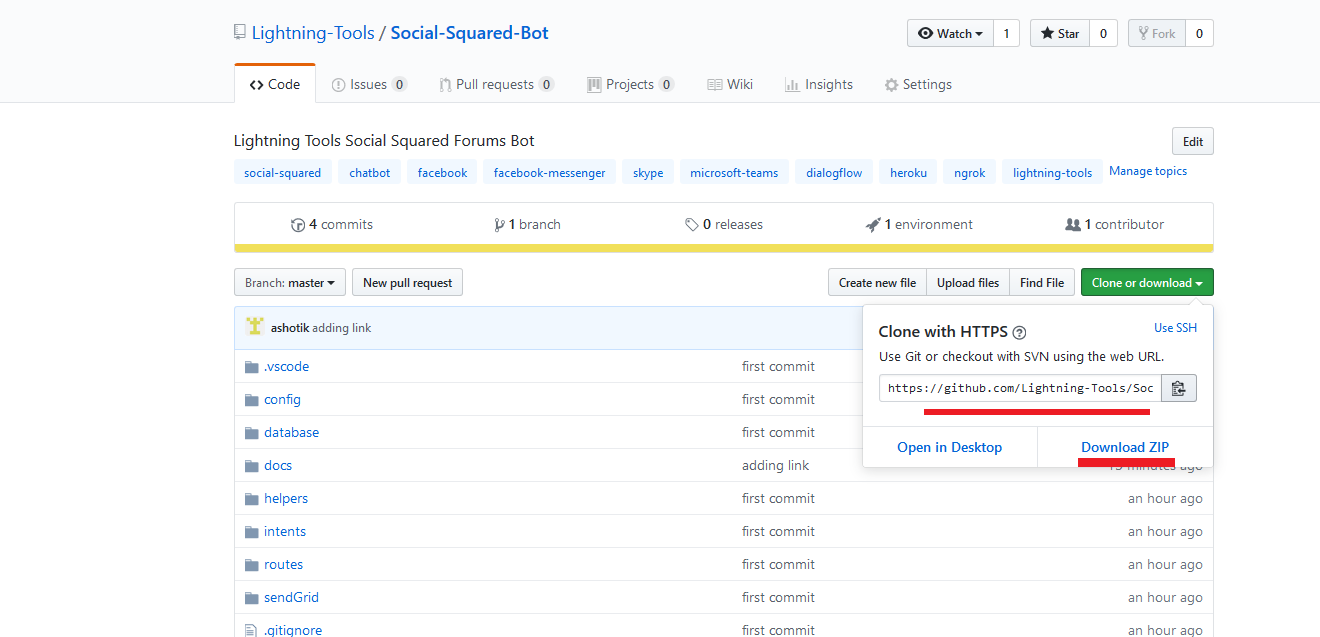 Lightning-Tools / Social-Squared-Bot
Watch 1 Star 0 Fork 0
Code Issues 0 Pull requests 0 Projects 0 Wiki Insights Settings
Lightning Tools Social Squared Forums Bot
Edit
social-squared chatbot facebook facebook-messenger skype microsoft-teams dialogflow heroku ngrok lightning-tools Manage topics
4 commits 1 branch 0 releases 1 environment 1 contributor
Branch: master New pull request Create new file Upload files Find File Clone or download
ashotik adding link
Clone with HTTPS ?
Use SSH
Use Git or checkout with SVN using the web URL.
https://github.com/Lightning-Tools/Soc
Open in Desktop Download ZIP
.vscode first commit
config first commit
database first commit
docs adding link 15 minutes ago
helpers first commit an hour ago
intents first commit an hour ago
routes first commit an hour ago
sendGrid first commit an hour ago
.gitignore first commit an hour ago